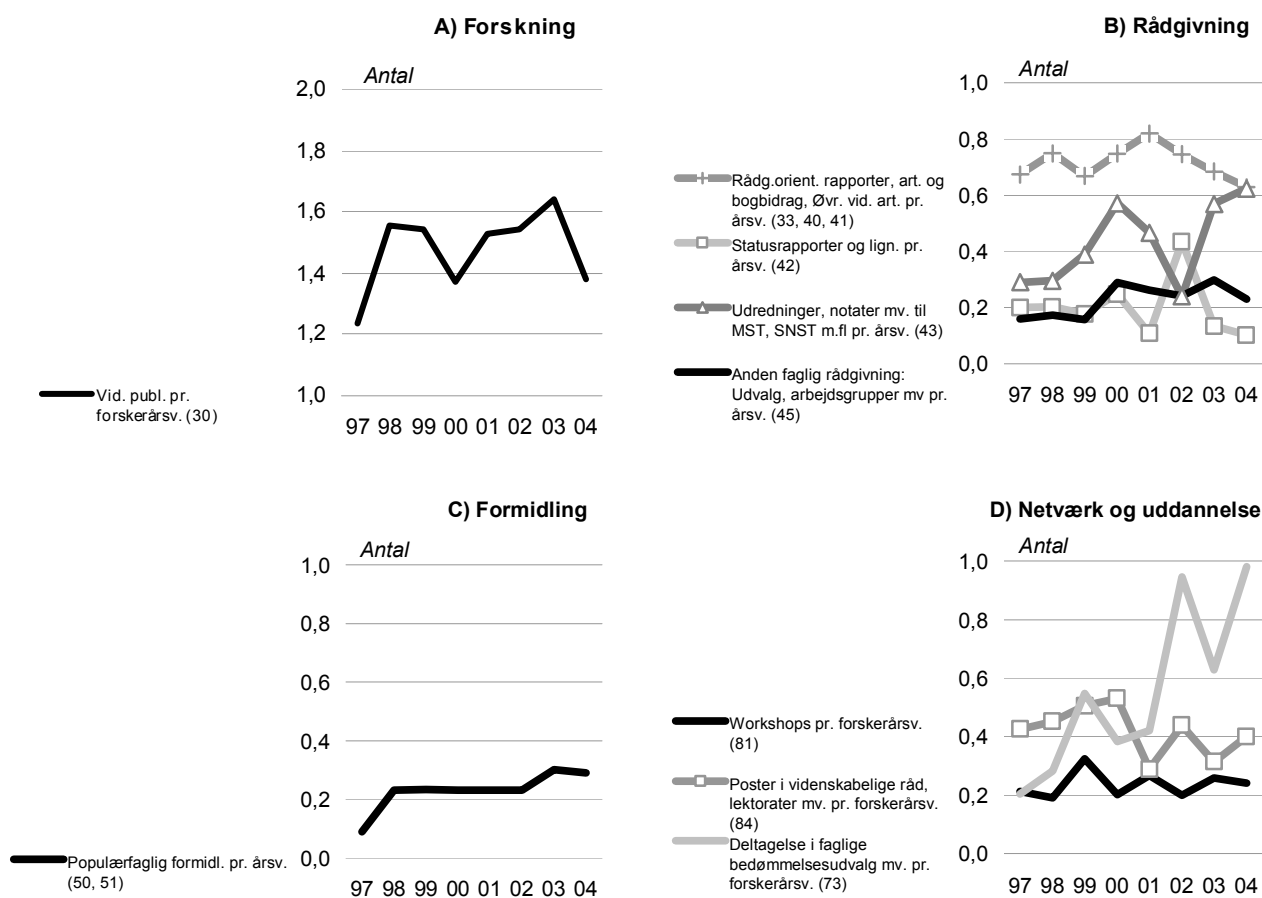 A) Forskning
Antal
2,0
1,8
1,6
1,4
1,2
1,0
97 98 99 00 01 02 03 04
Vid. publ. pr.
forskerårsv. (30)
B) Rådgivning
Antal
1,0
0,8
0,6
0,4
0,2
0,0
97 98 99 00 01 02 03 04
Rådg.orient. rapporter, art. og
bogbidrag, Øvr. vid. art. pr.
årsv. (33, 40, 41)
Statusrapporter og lign. pr.
årsv. (42)
Udredninger, notater mv. til
MST, SNST m.fl pr. årsv. (43)
Anden faglig rådgivning:
Udvalg, arbejdsgrupper mv pr.
årsv. (45)
C) Formidling
Antal
1,0
0,8
0,6
0,4
0,2
0,0
97 98 99 00 01 02 03 04
Populærfaglig formidl. pr. årsv.
(50, 51)
D) Netværk og uddannelse
Antal
1,0
0,8
0,6
0,4
0,2
0,0
97 98 99 00 01 02 03 04
Workshops pr. forskerårsv.
(81)
Poster i videnskabelige råd,
lektorater mv. pr. forskerårsv.
(84)
Deltagelse i faglige
bedømmelsesudvalg mv. pr.
forskerårsv. (73)